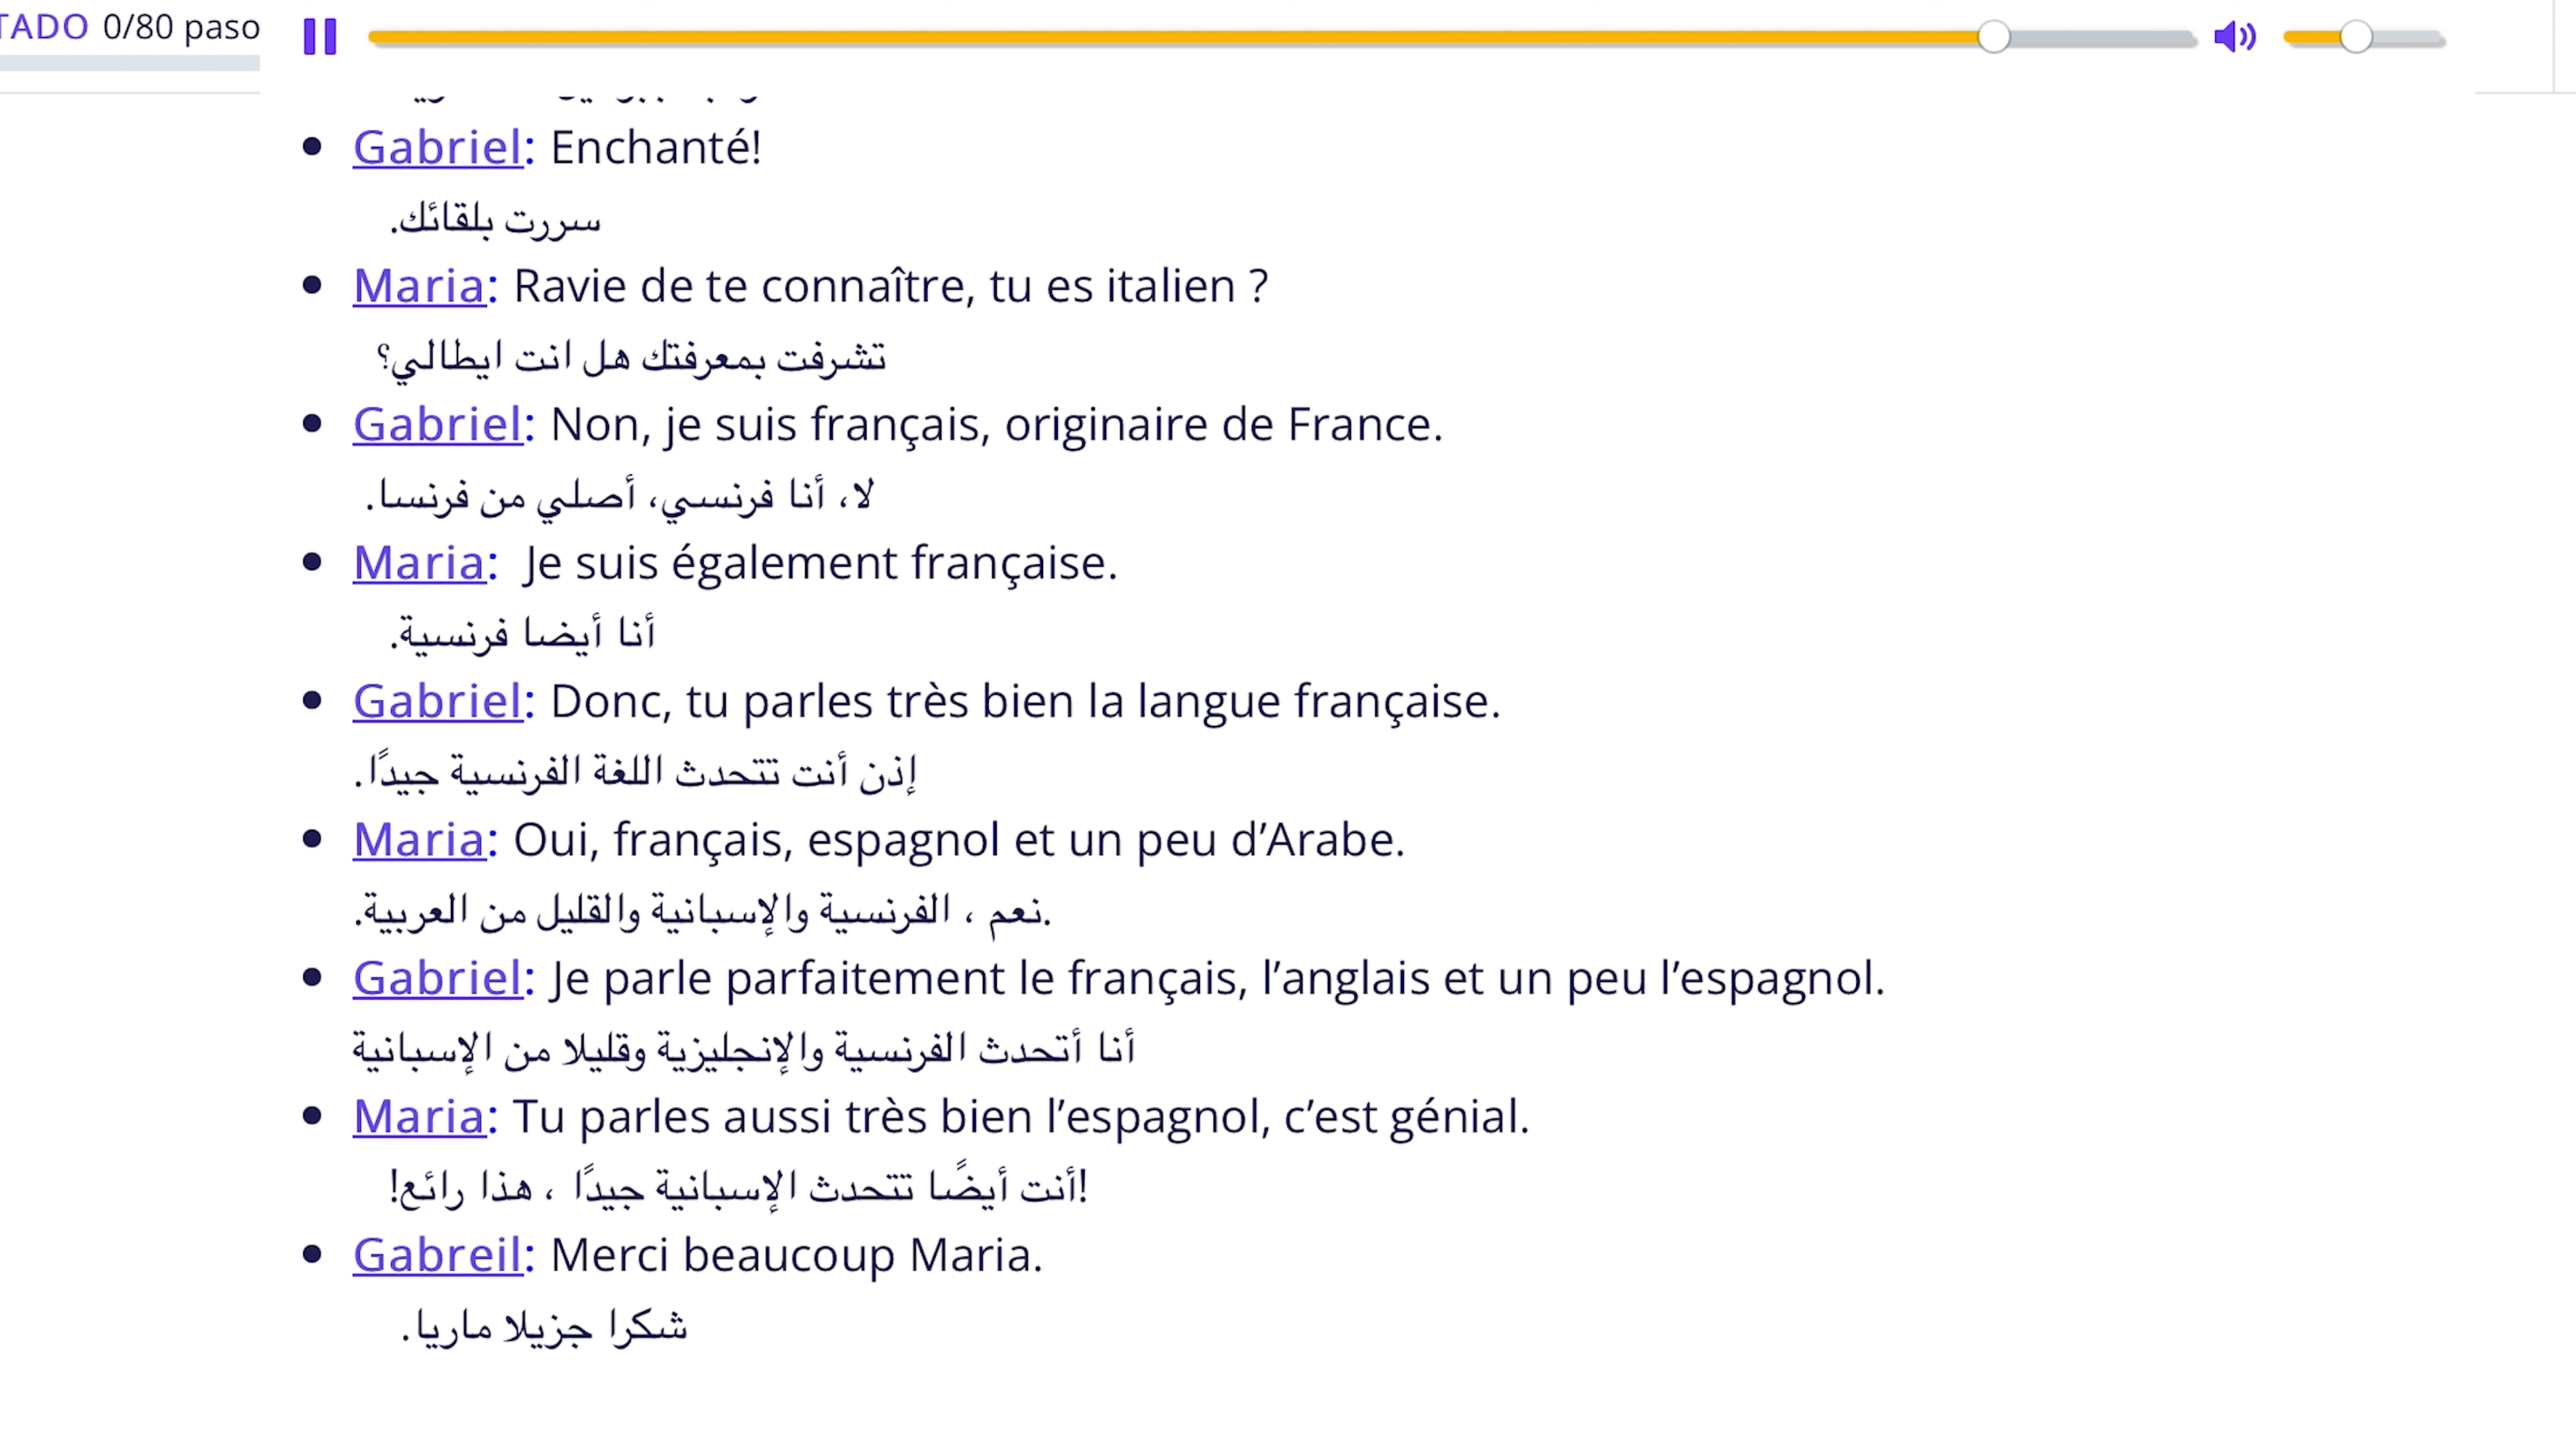 TADO 0/80 paso
Gabriel: Enchanté!
سررت بلقائك.
Maria: Ravie de te connaître, tu es italien ?
تشرفت بمعرفتك هل انت ايطالي؟
Gabriel: Non, je suis français, originaire de France.
لا، أنا فرنسي، أصلي من فرنسا.
Maria: Je suis également française.
أنا أيضا فرنسية.
Gabriel: Donc, tu parles très bien la langue française.
إذن أنت تتحدث اللغة الفرنسية جيدًا.
Maria: Oui, français, espagnol et un peu d’Arabe.
.نعم ، الفرنسية والإسبانية والقليل من العربية.
Gabriel: Je parle parfaitement le français, l’anglais et un peu l’espagnol.
أنا أتحدث الفرنسية والإنجليزية وقليلا من الإسبانية
Maria: Tu parles aussi très bien l’espagnol, c’est génial.
!أنت أيضًا تتحدث الإسبانية جيدًا ، هذا رائع!
Gabreil: Merci beaucoup Maria.
شكرا جزيلا ماريا.